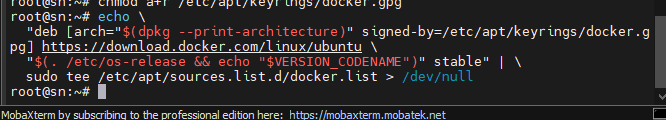 root@sn:~# chmod a+r /etc/apt/keyrings/docker.gpg
root@sn:~# echo \
  "deb [arch="$(dpkg --print-architecture)" signed-by=/etc/apt/keyrings/docker.g
pg] https://download.docker.com/linux/ubuntu \
  "$(. /etc/os-release && echo "$VERSION_CODENAME")" stable" | \
  sudo tee /etc/apt/sources.list.d/docker.list > /dev/null
root@sn:~#
MobaXterm by subscribing to the professional edition here: https://mobaxterm.mobatek.net